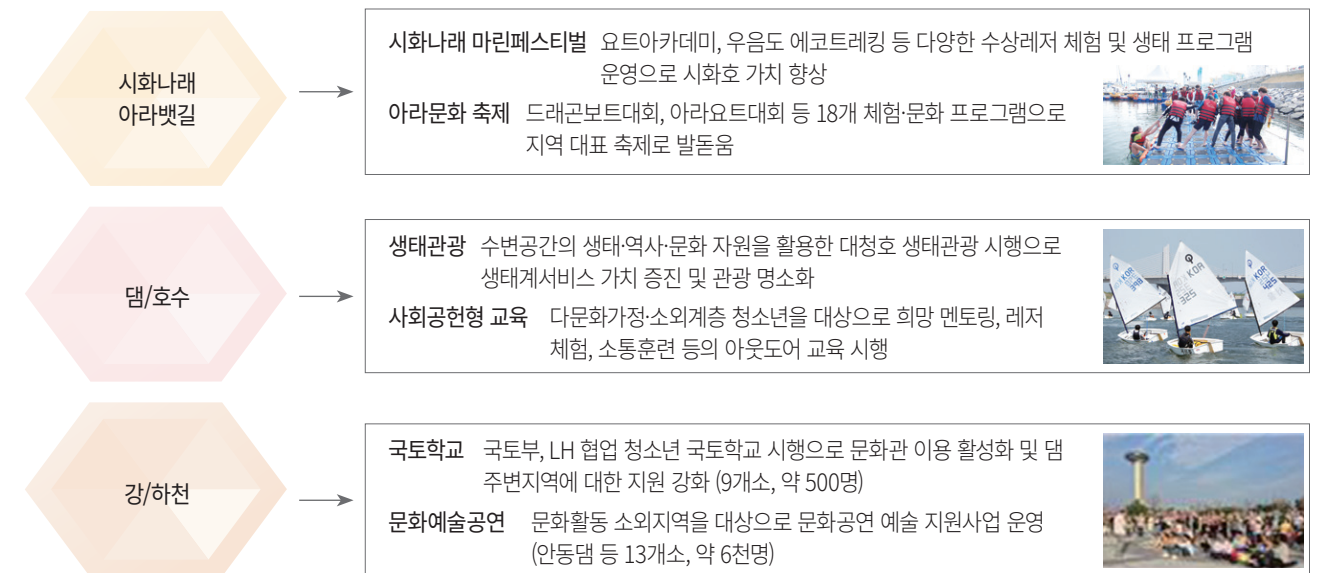 시화나래
아라뱃길
시화나래 마린페스티벌 요트아카데미, 우음도 에코트레킹 등 다양한 수상레저 체험 및 생태 프로그램
운영으로 시화호 가치 향상
아라문화 축제 드래곤보트대회, 아라요트대회 등 18개 체험·문화 프로그램으로
지역 대표 축제로 발돋움
댐/호수
생태관광 수변공간의 생태·역사·문화 자원을 활용한 대청호 생태관광 시행으로
생태계서비스 가치 증진 및 관광 명소화
사회공헌형 교육 다문화가정·소외계층 청소년을 대상으로 희망 멘토링, 레저
체험, 소통훈련 등의 아웃도어 교육 시행
KOR
KOR
325
KOR
425
강/하천
국토학교 국토부, LH 협업 청소년 국토학교 시행으로 문화관 이용 활성화 및 댐
주변지역에 대한 지원 강화 (9개소, 약 500명)
문화예술공연 문화활동 소외지역을 대상으로 문화공연 예술 지원사업 운영
(안동댐 등 13개소, 약 6천명)